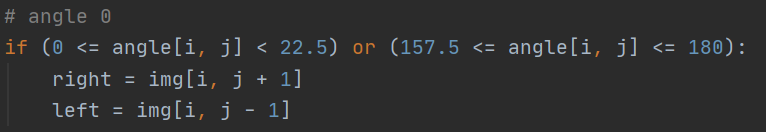 # angle 0
if (0 <= angle[i, j] < 22.5) or (157.5 <= angle[i, j] <= 180):
    right = img[i, j + 1]
    left = img[i, j - 1]